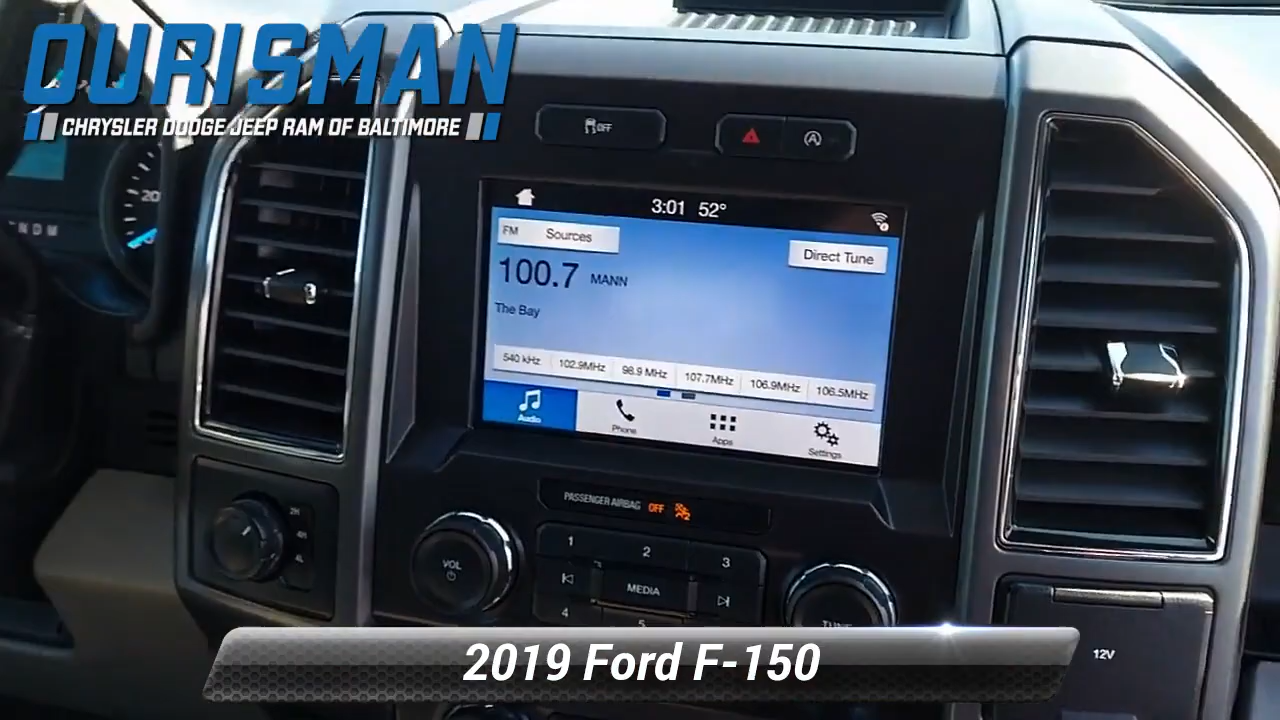 OURISMAN
CHRYSLER DODGE JEEP RAM OF BALTIMORE
20
N D M
OFF
A
3:01 52°
FM Sources
Direct Tune
100.7 MANN
The Bay
540 kHz 102.9MHz 98.9 MHz 107.7MHz 106.9MHz 106.5MHz
Audio Phone Apps Settings
PASSENGER AIRBAG OFF 2
2H
4H
4L
VOL
1 2 3
MEDIA
4 5
TUNE
12V
2019 Ford F-150